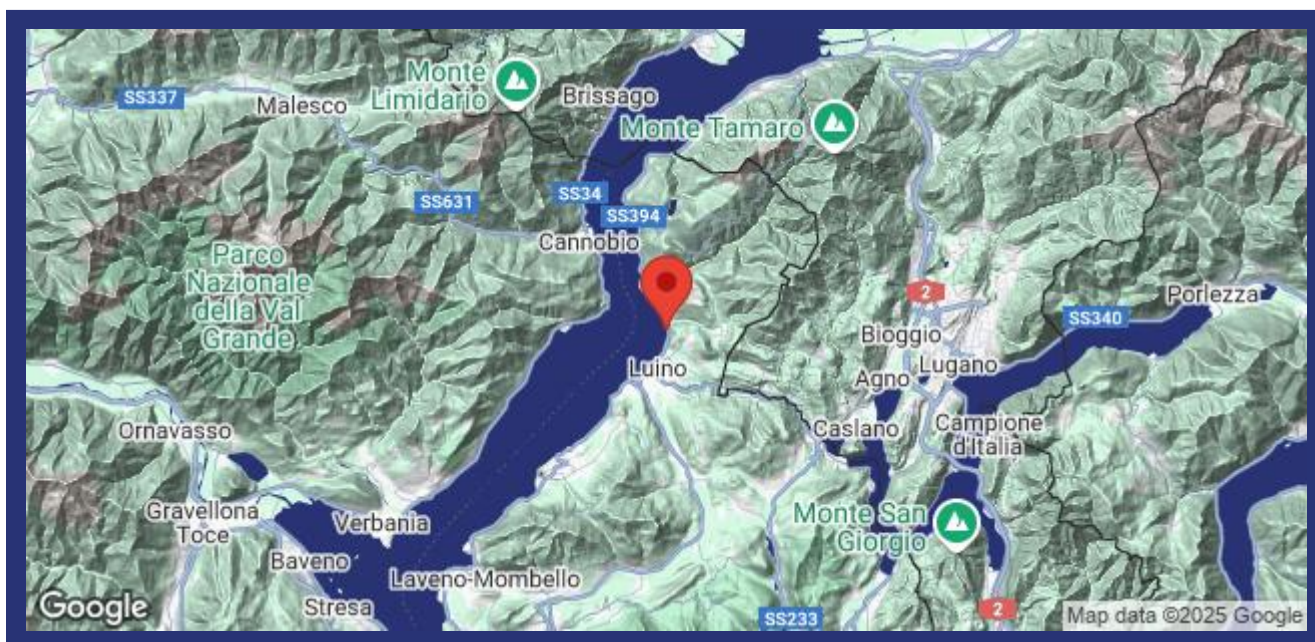 Monte
Limidario
Brissago
SS337
Malesco
Monte Tamaro
SS34
SS631
SS394
Cannobio
Parco
Nazionale
della Val
Grande
2
Porlezza
SS340
Bioggio
Lugano
Luino
Agno
Ornavasso
Caslano
Campione
d'Italia
Gravellona
Toce
Verbania
Monte San
Giorgio
Baveno
Laveno-Mombello
Stresa
Google
SS233
2
Map data ©2025 Google